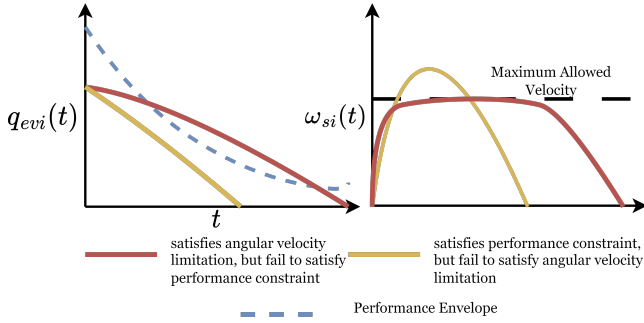 q_{evi}(t)
t
ω_{si}(t)
Maximum Allowed
Velocity
satisfies angular velocity
limitation, but fail to satisfy
performance constraint
satisfies performance constraint,
but fail to satisfy angular velocity
limitation
Performance Envelope